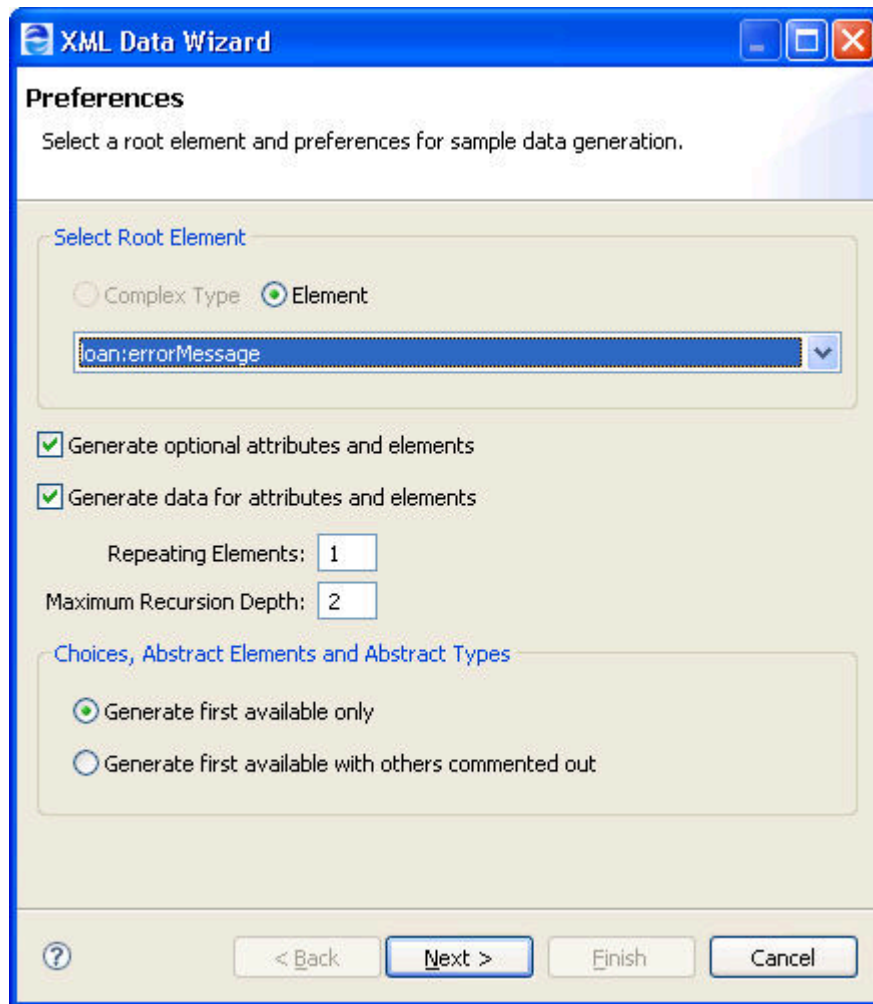 XML Data Wizard
Preferences
Select a root element and preferences for sample data generation.
Select Root Element
Complex Type Element
loan:errorMessage
Generate optional attributes and elements
Generate data for attributes and elements
Repeating Elements: 1
Maximum Recursion Depth: 2
Choices, Abstract Elements and Abstract Types
Generate first available only
Generate first available with others commented out
? < Back Next > Finish Cancel